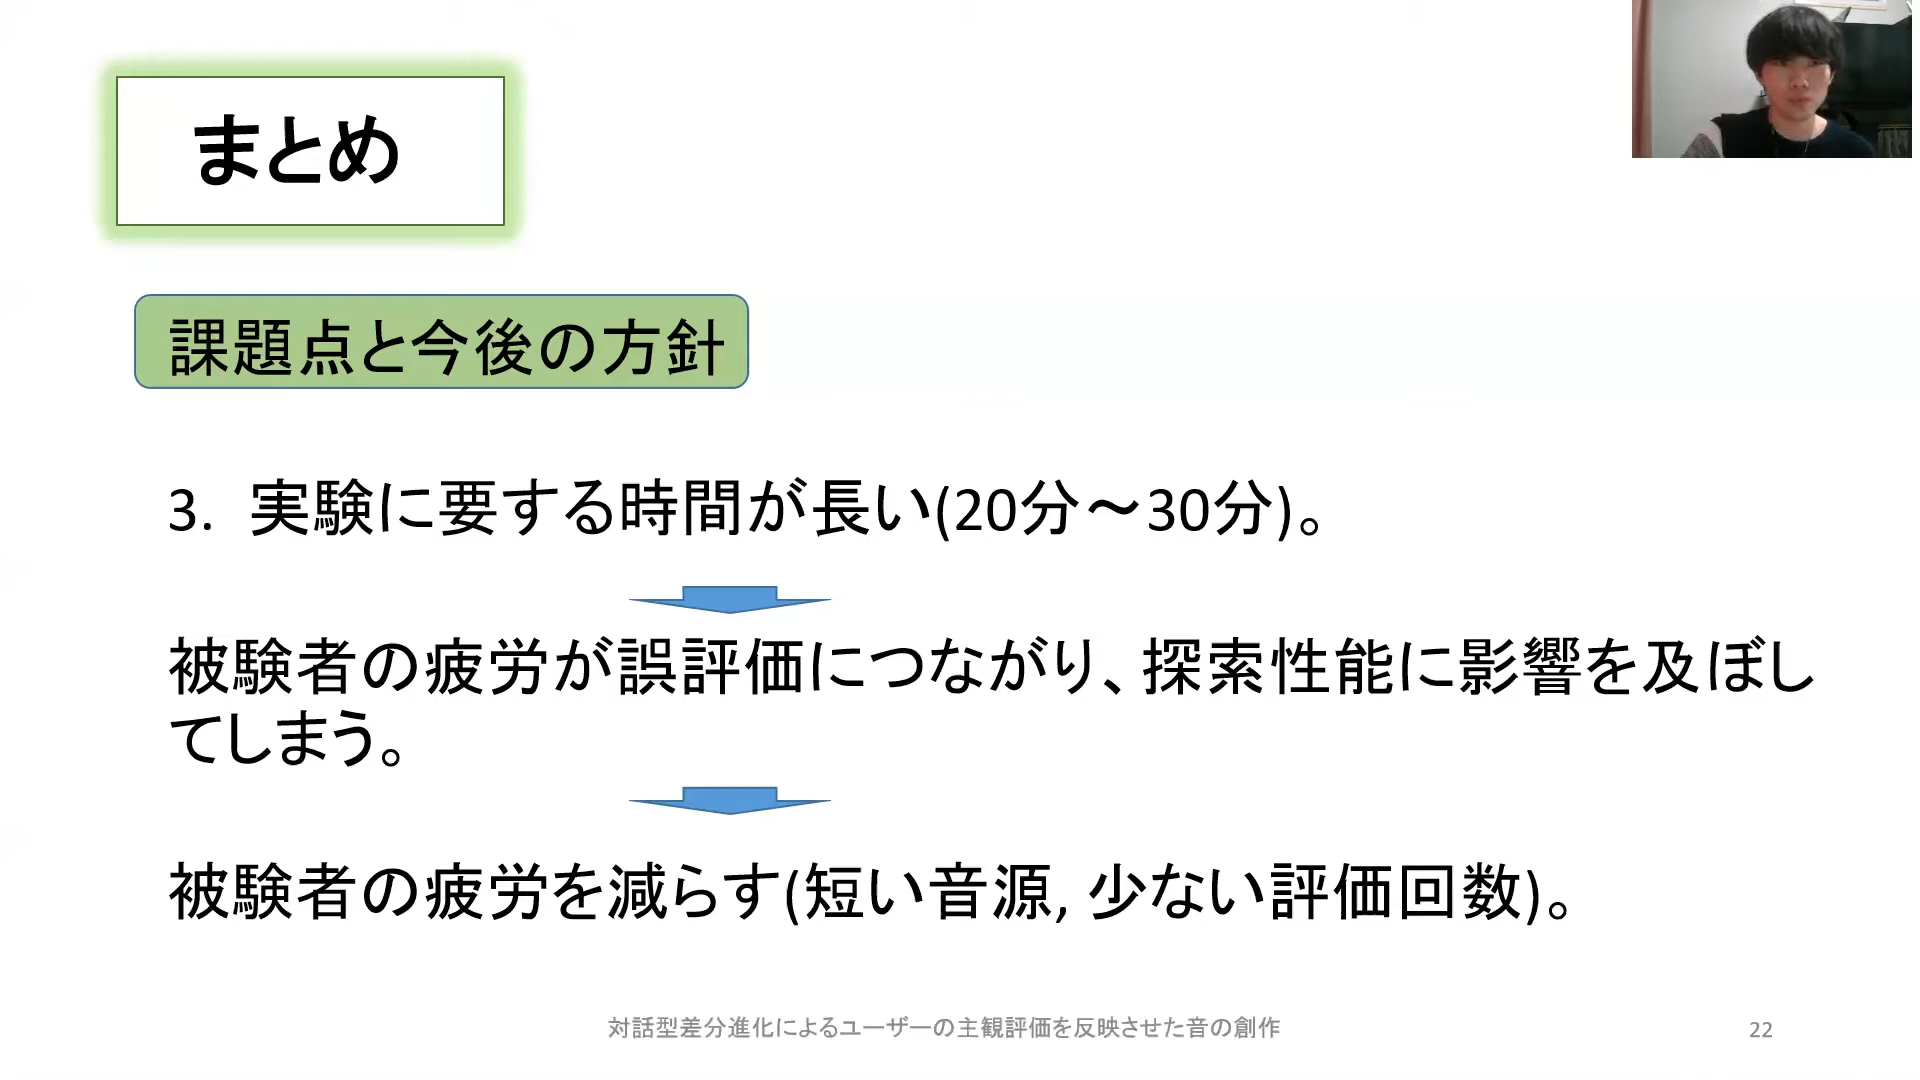 まとめ
課題点と今後の方針
3. 実験に要する時間が長い(20分～30分)。
被験者の疲労が誤評価につながり、探索性能に影響を及ぼし
てしまう。
被験者の疲労を減らす(短い音源, 少ない評価回数)。
対話型差分進化によるユーザーの主観評価を反映させた音の創作
22